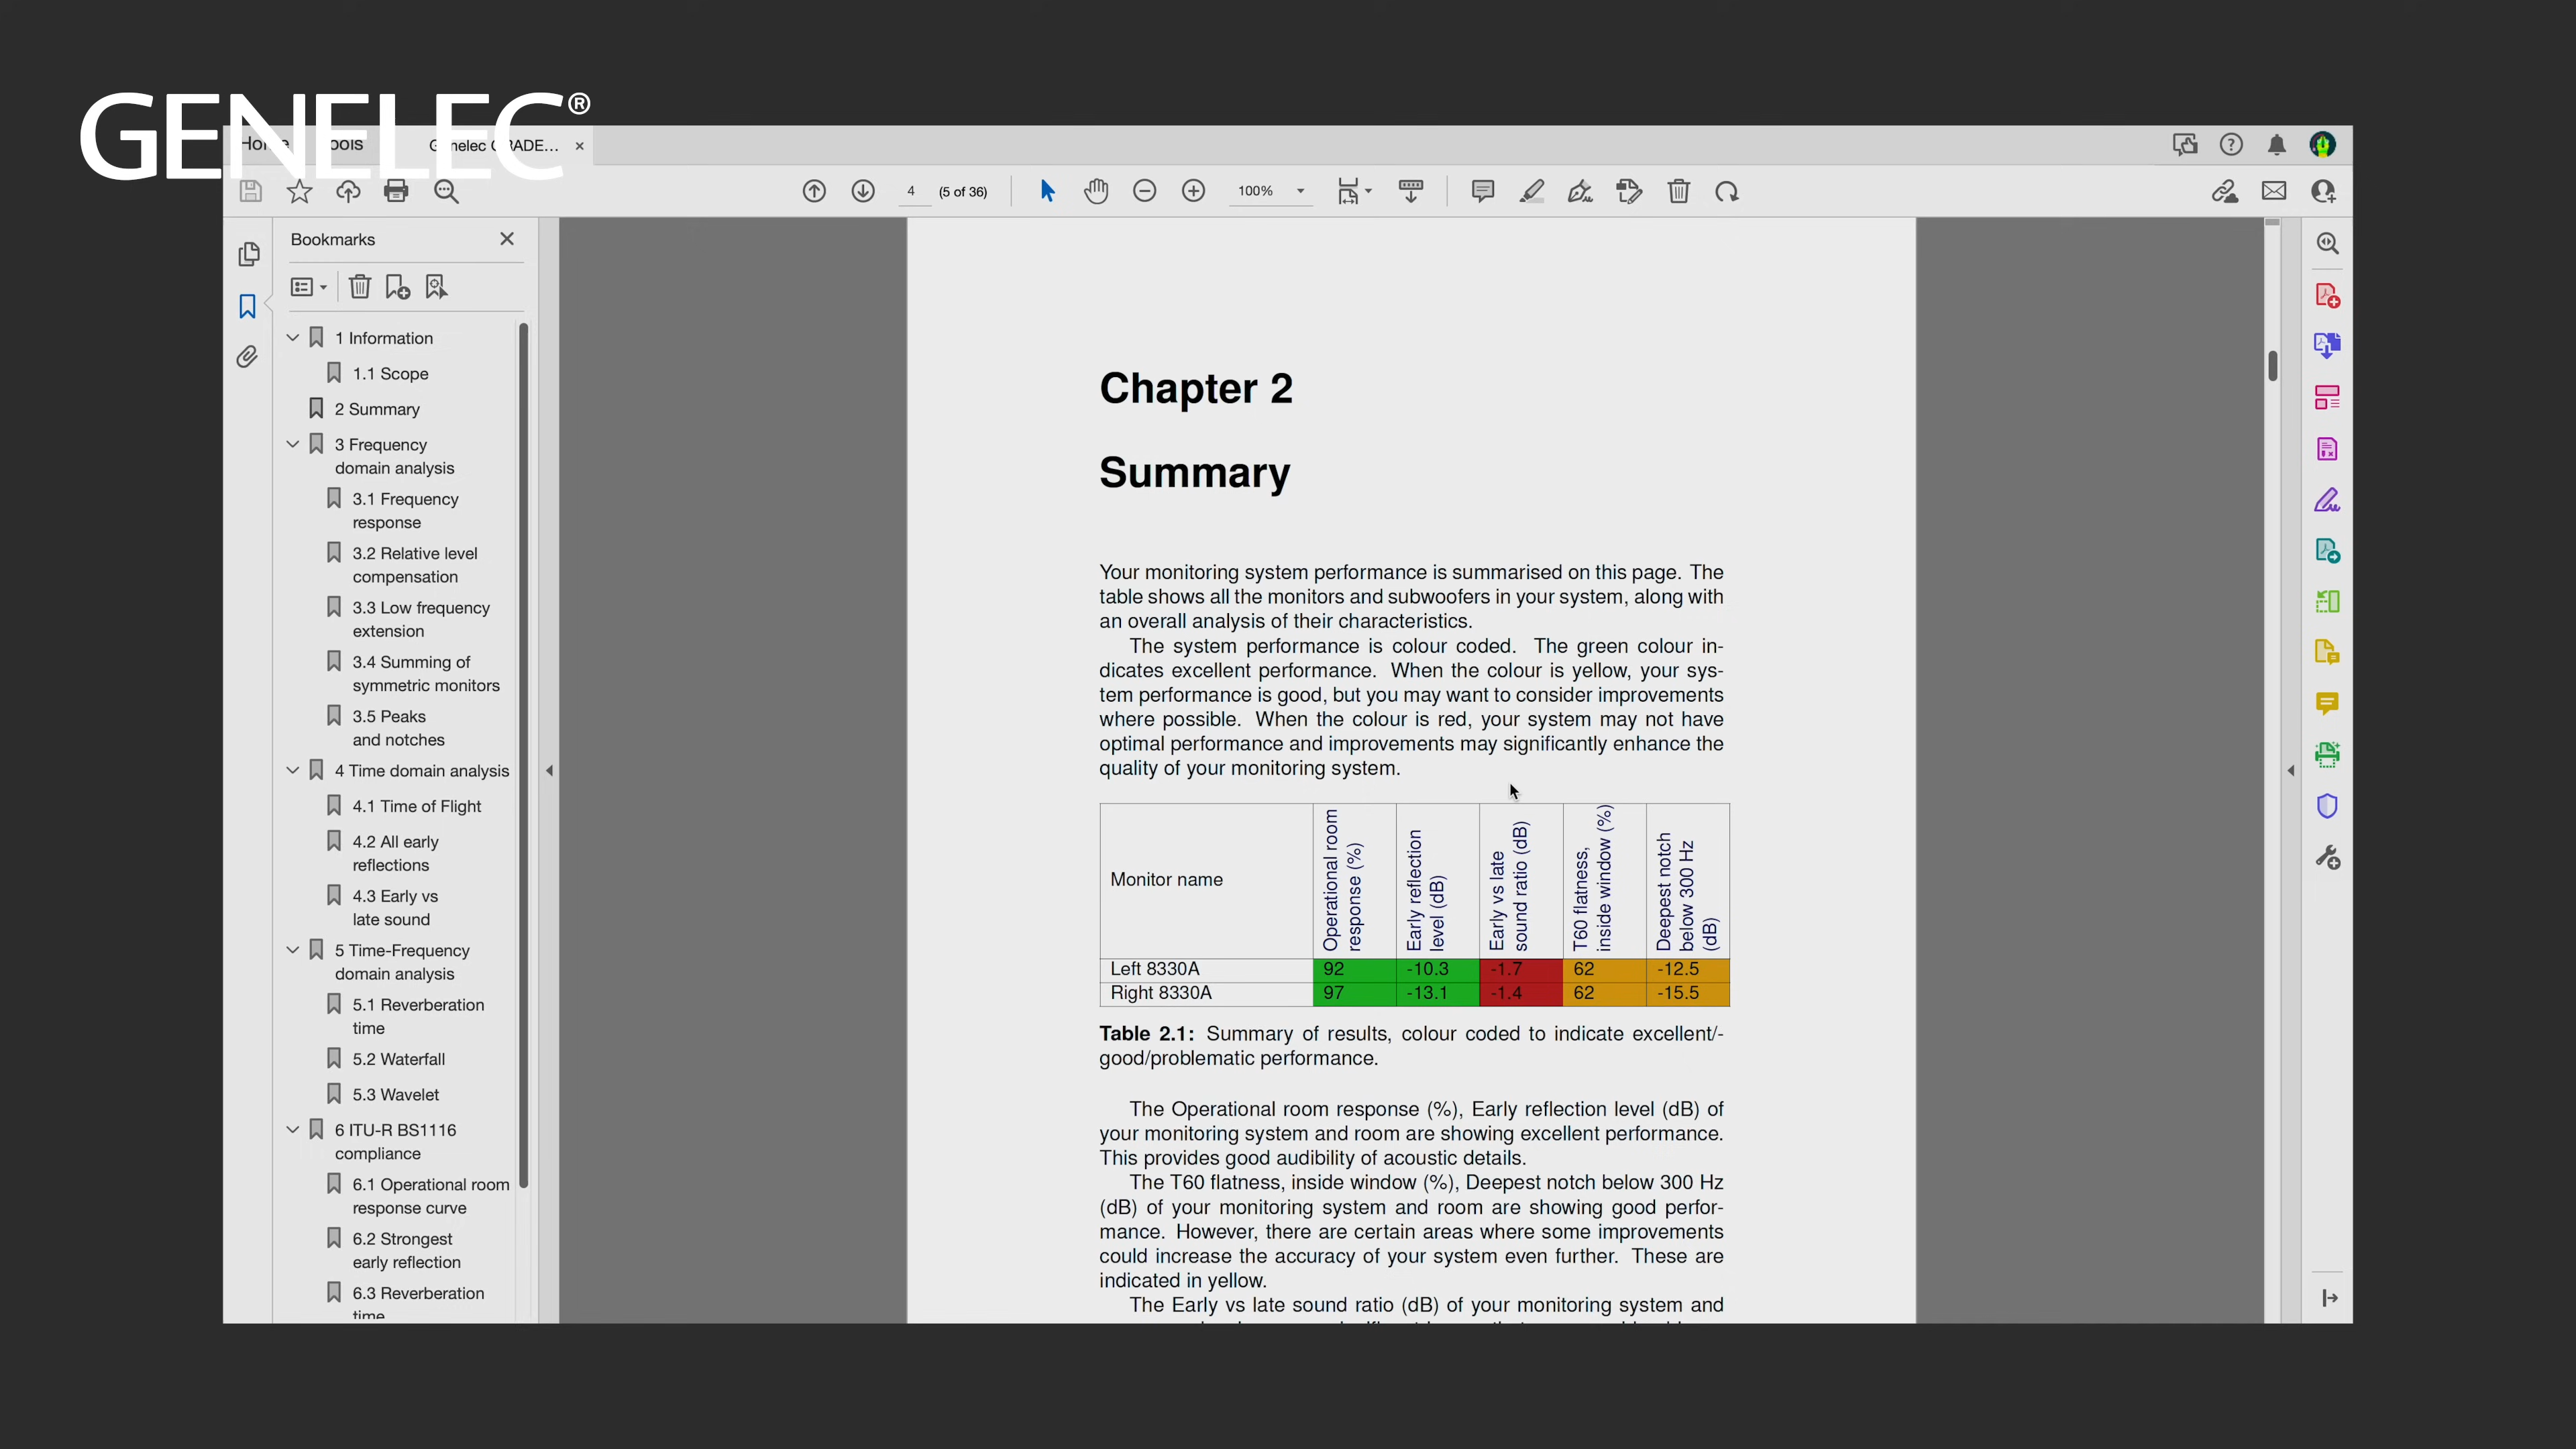 GENELEC®
Genelec GRADE...
4 (5 of 36)
100%
Bookmarks
1 Information
1.1 Scope
2 Summary
3 Frequency
domain analysis
3.1 Frequency
response
3.2 Relative level
compensation
3.3 Low frequency
extension
3.4 Summing of
symmetric monitors
3.5 Peaks
and notches
4 Time domain analysis
4.1 Time of Flight
4.2 All early
reflections
4.3 Early vs
late sound
5 Time-Frequency
domain analysis
5.1 Reverberation
time
5.2 Waterfall
5.3 Wavelet
6 ITU-R BS1116
compliance
6.1 Operational room
response curve
6.2 Strongest
early reflection
6.3 Reverberation
time
Chapter 2
Summary
Your monitoring system performance is summarised on this page. The
table shows all the monitors and subwoofers in your system, along with
an overall analysis of their characteristics.
The system performance is colour coded. The green colour in-
dicates excellent performance. When the colour is yellow, your sys-
tem performance is good, but you may want to consider improvements
where possible. When the colour is red, your system may not have
optimal performance and improvements may significantly enhance the
quality of your monitoring system.
Monitor name
Operational room
response (%)
Early reflection
level (dB)
Early vs late
sound ratio (dB)
T60 flatness,
inside window (%)
Deepest notch
below 300 Hz
(dB)
Left 8330A 92 -10.3 -1.7 62 -12.5
Right 8330A 97 -13.1 -1.4 62 -15.5
Table 2.1: Summary of results, colour coded to indicate excellent/-
good/problematic performance.
The Operational room response (%), Early reflection level (dB) of
your monitoring system and room are showing excellent performance.
This provides good audibility of acoustic details.
The T60 flatness, inside window (%), Deepest notch below 300 Hz
(dB) of your monitoring system and room are showing good perfor-
mance. However, there are certain areas where some improvements
could increase the accuracy of your system even further. These are
indicated in yellow.
The Early vs late sound ratio (dB) of your monitoring system and